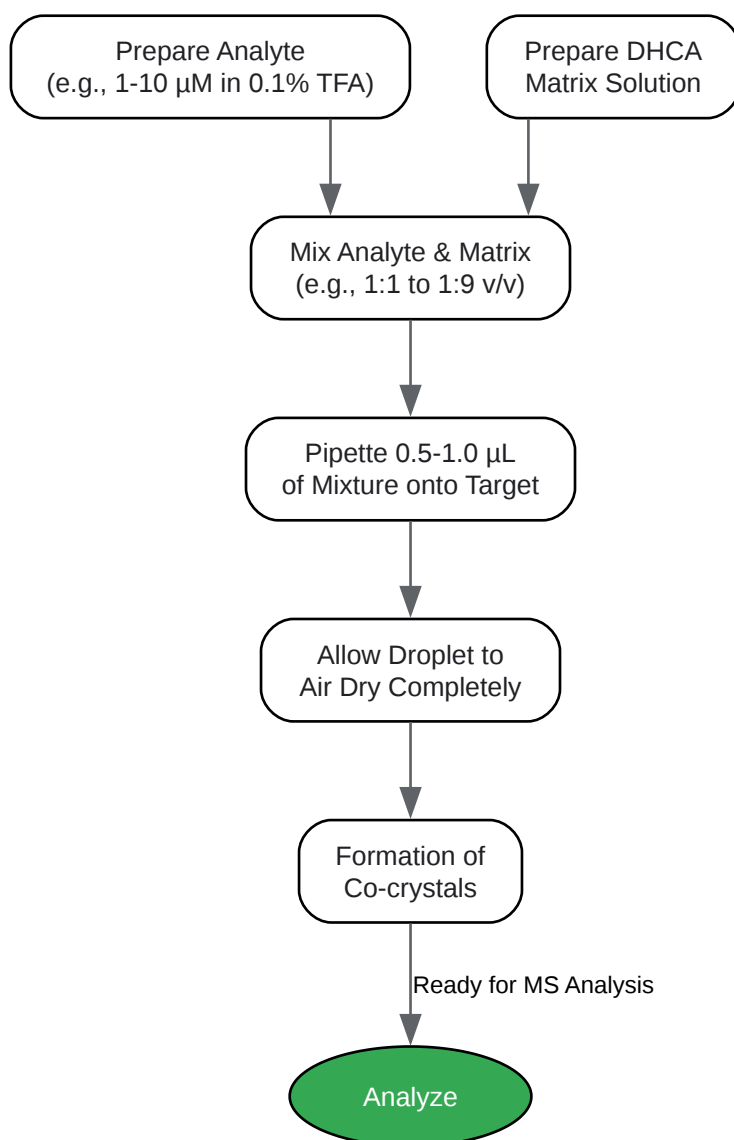 Prepare Analyte
(e.g., 1-10 µM in 0.1% TFA)
Prepare DHCA
Matrix Solution
Mix Analyte & Matrix
(e.g., 1:1 to 1:9 v/v)
Pipette 0.5-1.0 µL
of Mixture onto Target
Allow Droplet to
Air Dry Completely
Formation of
Co-crystals
Ready for MS Analysis
Analyze